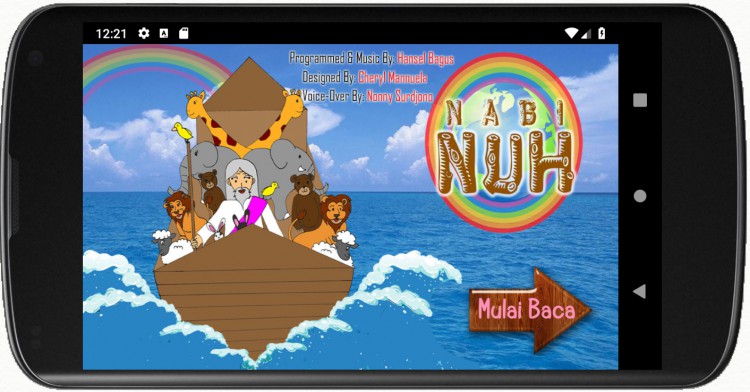 12:21
Programmed & Music By: Hansel Bagus
Designed By: Cheryl Mannuela
Voice-Over By: Nonny Surdjono
NABI
NUH
Mulai Baca